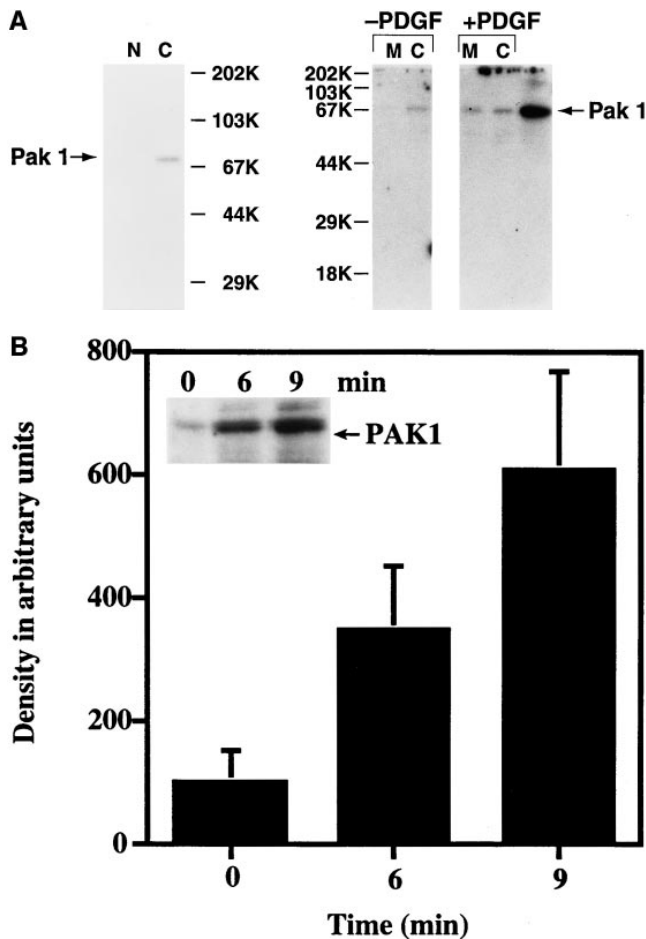 A
N C
202K
103K
Pak 1
67K
44K
29K
–PDGF +PDGF
M C M C
202K
103K
67K
Pak 1
44K
29K
18K
B
800
600
400
200
0
Density in arbitrary units
0 6 9 min
PAK1
0 6 9
Time (min)